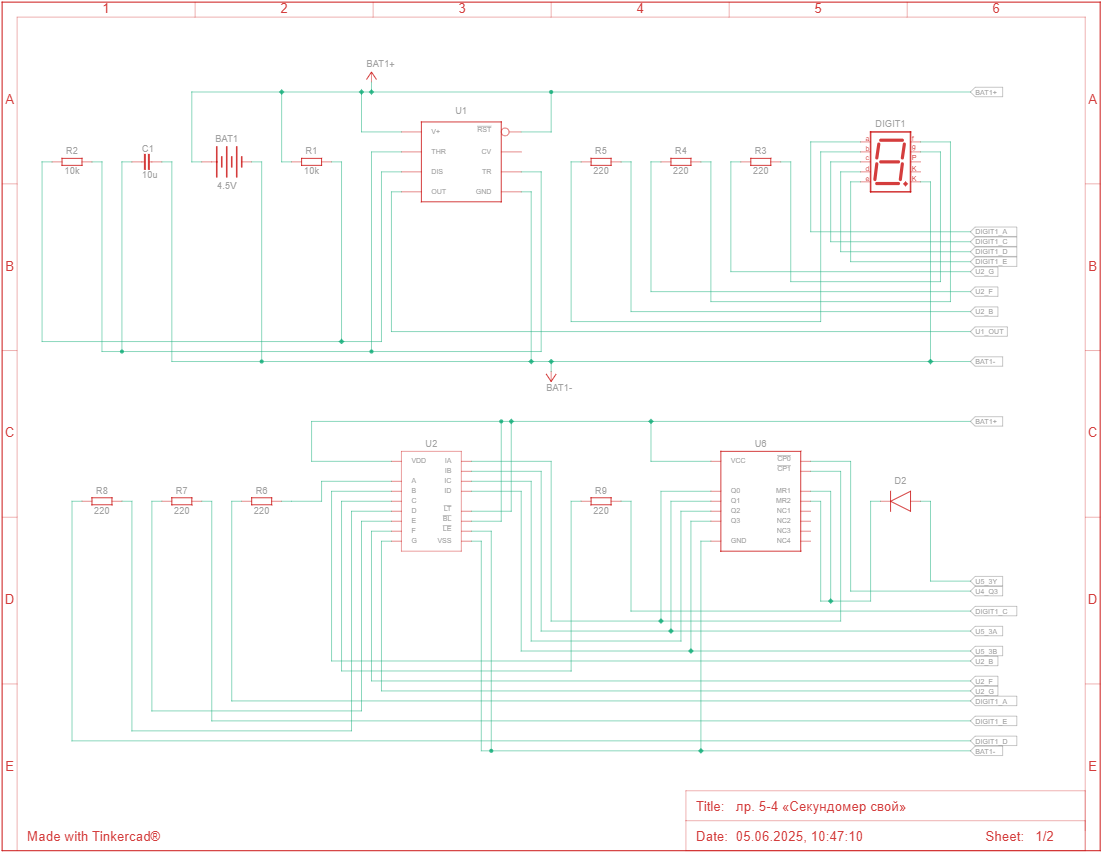 1 2 3 4 5 6
A A
B B
C C
D D
E E
BAT1+
BAT1+
U1
V+ RST
THR CV
DIS TR
OUT GND
R2
10k
C1
10u
BAT1
4.5V
R1
10k
R5
220
R4
220
R3
220
DIGIT1
a f
b g
c P
d K
e K
DIGIT1_A
DIGIT1_C
DIGIT1_D
DIGIT1_E
U2_G
U2_F
U2_B
U1_OUT
BAT1-
BAT1-
BAT1+
U2
VDD IA
IB
A IC
B ID
C LT
D BL
E LE
F VSS
G
R8
220
R7
220
R6
220
R9
220
U6
VCC CP0
CP1
Q0 MR1
Q1 MR2
Q2 NC1
Q3 NC2
NC3
GND NC4
D2
U5_3Y
U4_Q3
DIGIT1_C
U5_3A
U5_3B
U2_B
U2_F
U2_G
DIGIT1_A
DIGIT1_E
DIGIT1_D
BAT1-
Title: лр. 5-4 «Секундомер свой»
Made with Tinkercad®
Date: 05.06.2025, 10:47:10 Sheet: 1/2